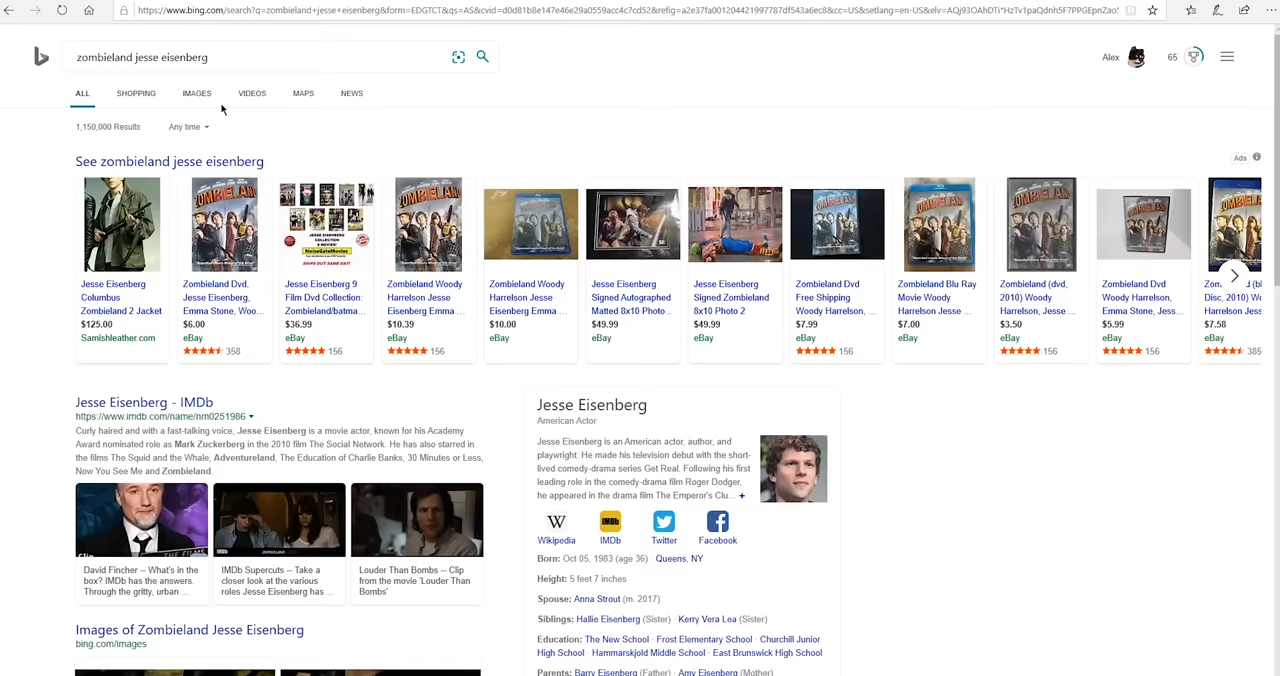 https://www.bing.com/search?q=zombieland+jesse+eisenberg&form=EDGTCT&qs=AS&cvid=d0d81b8e147e46e29a0559acc4c7cd52&refig=a2e37fa001204421997787df543a6ec8&cc=US&setlang=en-US&elv=
zombieland jesse eisenberg
Alex
65
ALL SHOPPING IMAGES VIDEOS MAPS NEWS
1,150,000 Results Any time
See zombieland jesse eisenberg
Ads
Jesse Eisenberg
Columbus
Zombieland 2 Jacket
$125.00
Samishleather.com
Zombieland Dvd,
Jesse Eisenberg,
Emma Stone, Woo...
$6.00
eBay
358
Jesse Eisenberg 9
Film Dvd Collection:
Zombieland/batma...
$36.99
eBay
156
Zombieland Woody
Harrelson Jesse
Eisenberg Emma ...
$10.39
eBay
156
Zombieland Woody
Harrelson Jesse
Eisenberg Emma ...
$10.00
eBay
Jesse Eisenberg
Signed Autographed
Matted 8x10 Photo...
$49.99
eBay
Jesse Eisenberg
Signed Zombieland
8x10 Photo 2
$49.99
eBay
Zombieland Dvd
Free Shipping
Woody Harrelson, ...
$7.99
eBay
156
Zombieland Blu Ray
Movie Woody
Harrelson Jesse ...
$7.00
eBay
Zombieland (dvd,
2010) Woody
Harrelson, Jesse ...
$3.50
eBay
156
Zombieland DVD
Woody Harrelson,
Emma Stone, Jess...
$5.99
eBay
156
Disc, 2010) Wo
Harrelson Jess
$7.58
eBay
385
Jesse Eisenberg - IMDb
https://www.imdb.com/name/nm0251986
Curly haired and with a fast-talking voice, Jesse Eisenberg is a movie actor, known for his Academy
Award nominated role as Mark Zuckerberg in the 2010 film The Social Network. He has also starred in
the films The Squid and the Whale, Adventureland, The Education of Charlie Banks, 30 Minutes or Less,
Now You See Me and Zombieland.
David Fincher -- What's in the
box? IMDb has the answers.
Through the gritty, urban ...
IMDb Supercuts -- Take a
closer look at the various
roles Jesse Eisenberg has ...
Louder Than Bombs -- Clip
from the movie 'Louder Than
Bombs'
Images of Zombieland Jesse Eisenberg
bing.com/images
Jesse Eisenberg
American Actor
Jesse Eisenberg is an American actor, author, and
playwright. He made his television debut with the short-
lived comedy-drama series Get Real. Following his first
leading role in the comedy-drama film Roger Dodger,
he appeared in the drama film The Emperor's Clu... +
Wikipedia IMDb Twitter Facebook
Born: Oct 05, 1983 (age 36) · Queens, NY
Height: 5 feet 7 inches
Spouse: Anna Strout (m. 2017)
Siblings: Hallie Eisenberg (Sister) · Kerry Vera Lea (Sister)
Education: The New School · Frost Elementary School · Churchill Junior
High School · Hammarskjold Middle School · East Brunswick High School
Parents: Barry Eisenberg (Father) · Amy Eisenberg (Mother)